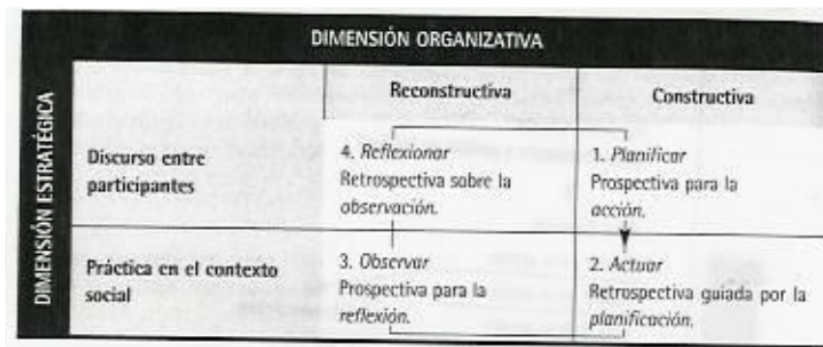 DIMENSIÓN ORGANIZATIVA
DIMENSIÓN ESTRATÉGICA
Reconstructiva
Constructiva
Discurso entre
participantes
4. Reflexionar
Retrospectiva sobre la
observación.
1. Planificar
Prospectiva para la
acción.
Práctica en el contexto
social
3. Observar
Prospectiva para la
reflexión.
2. Actuar
Retrospectiva guiada por la
planificación.